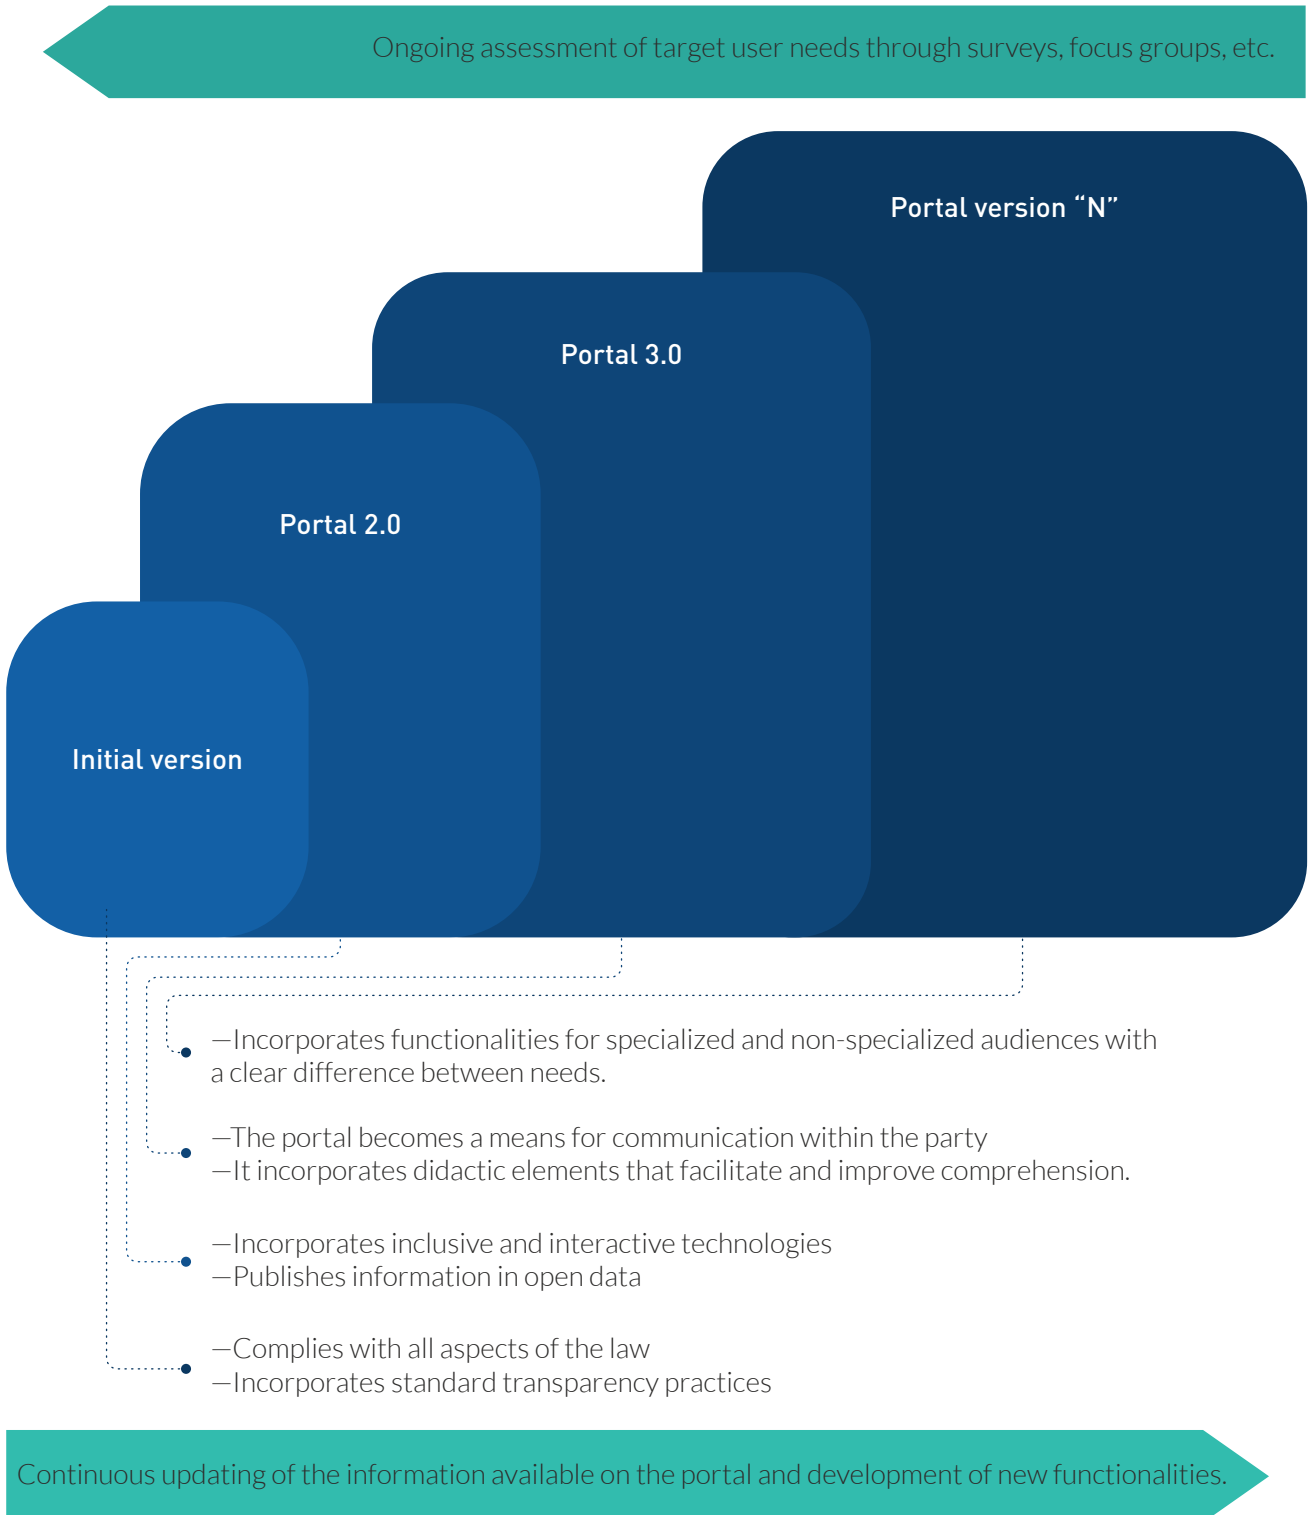 Ongoing assessment of target user needs through surveys, focus groups, etc.
Portal version “N”
Portal 3.0
Portal 2.0
Initial version
—Incorporates functionalities for specialized and non-specialized audiences with
a clear difference between needs.
—The portal becomes a means for communication within the party
—It incorporates didactic elements that facilitate and improve comprehension.
—Incorporates inclusive and interactive technologies
—Publishes information in open data
—Complies with all aspects of the law
—Incorporates standard transparency practices
Continuous updating of the information available on the portal and development of new functionalities.